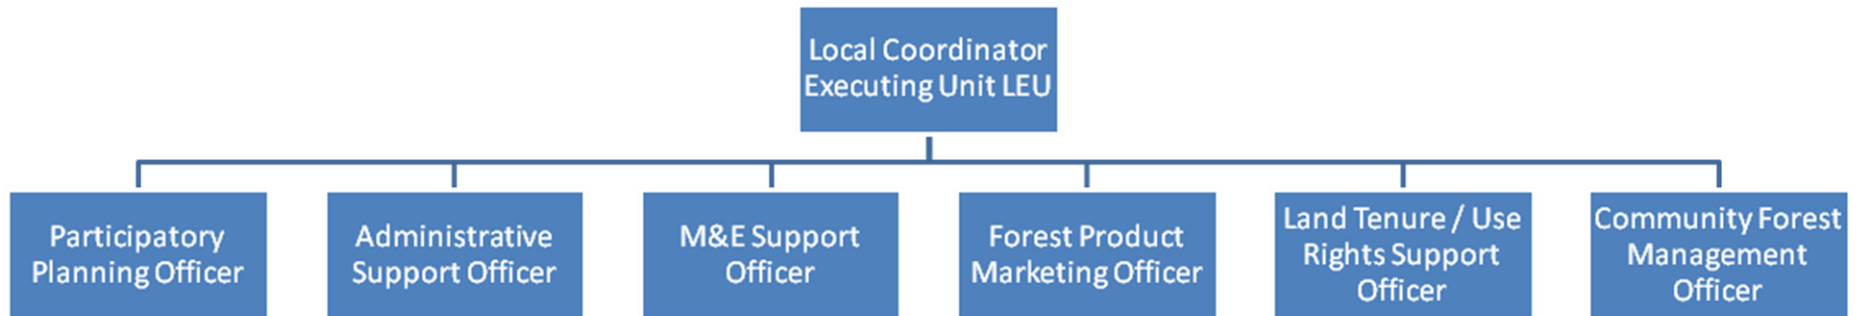 Local Coordinator
Executing Unit LEU
Participatory
Planning Officer
Administrative
Support Officer
M&E Support
Officer
Forest Product
Marketing Officer
Land Tenure / Use
Rights Support
Officer
Community Forest
Management
Officer